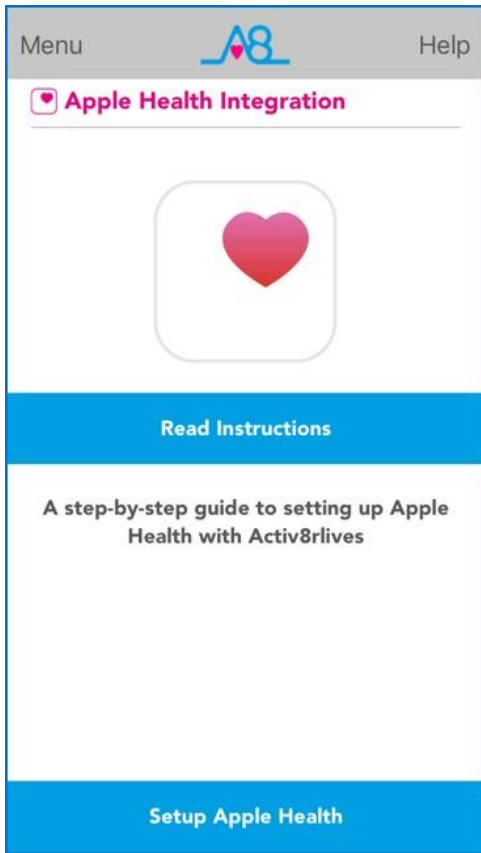 Menu
A8
Help
Apple Health Integration
Read Instructions
A step-by-step guide to setting up Apple
Health with Activ8rlives
Setup Apple Health